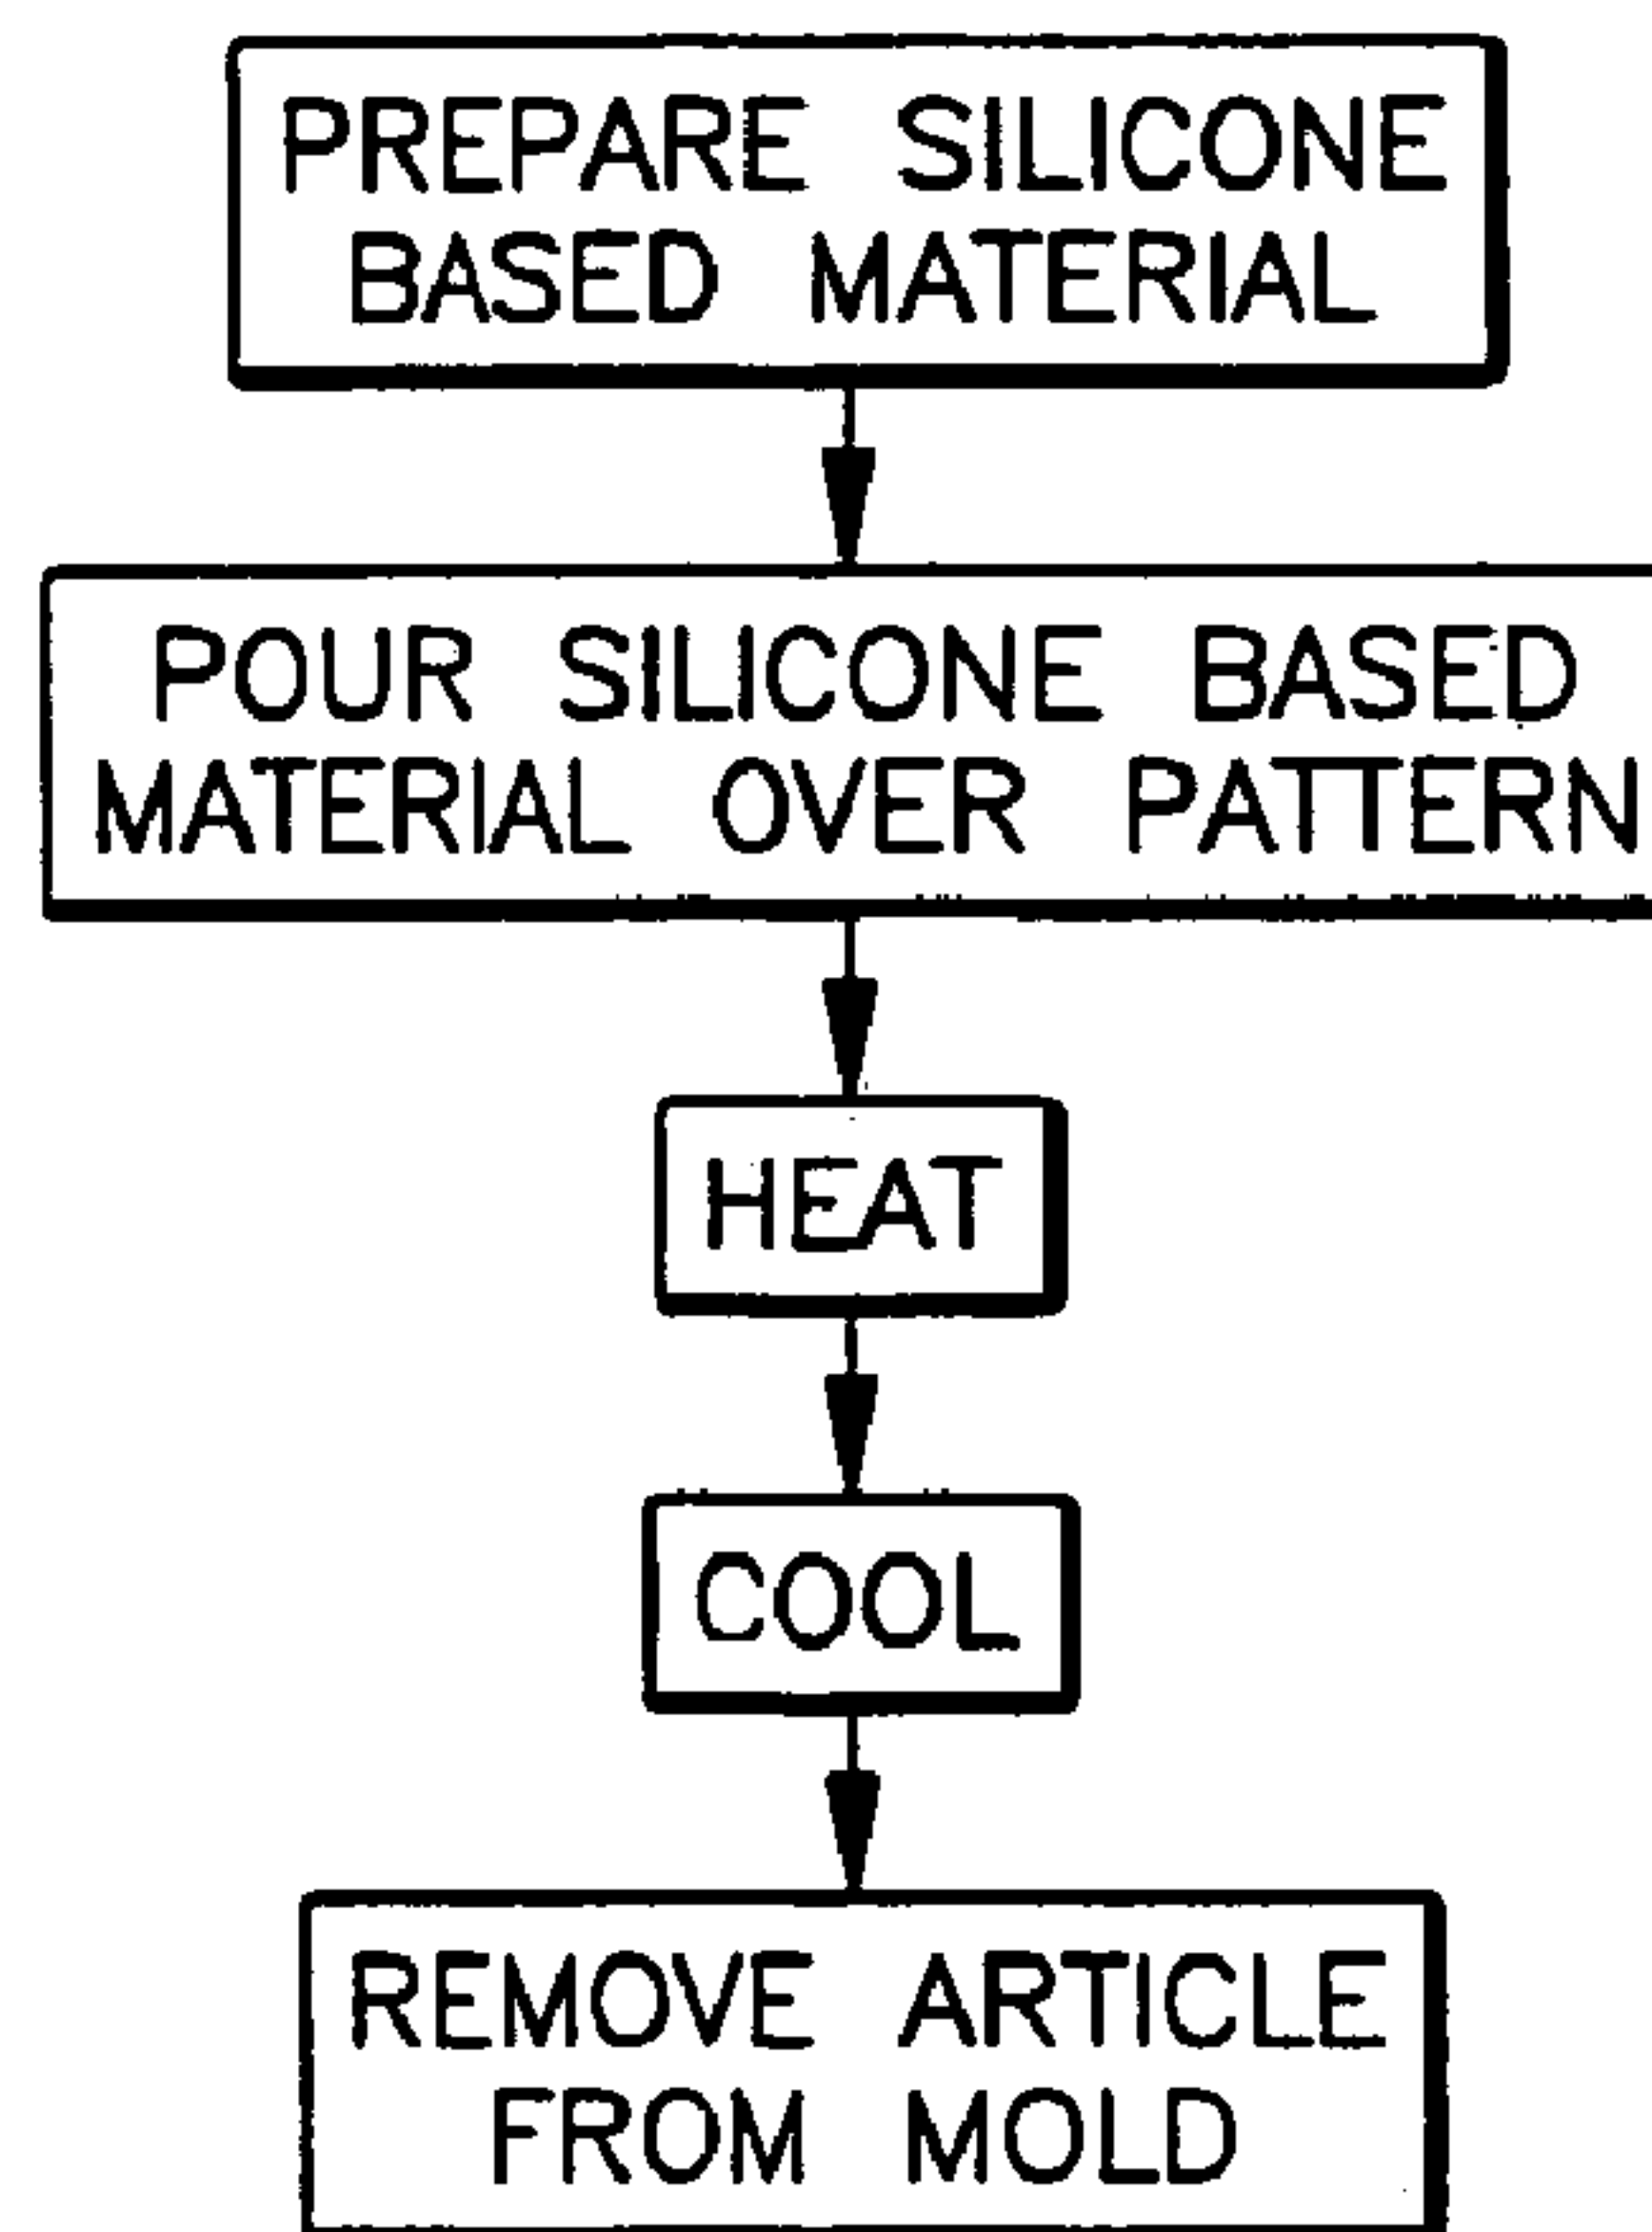 PREPARE SILICONE
BASED MATERIAL
POUR SILICONE BASED
MATERIAL OVER PATTERN
HEAT
COOL
REMOVE ARTICLE
FROM MOLD